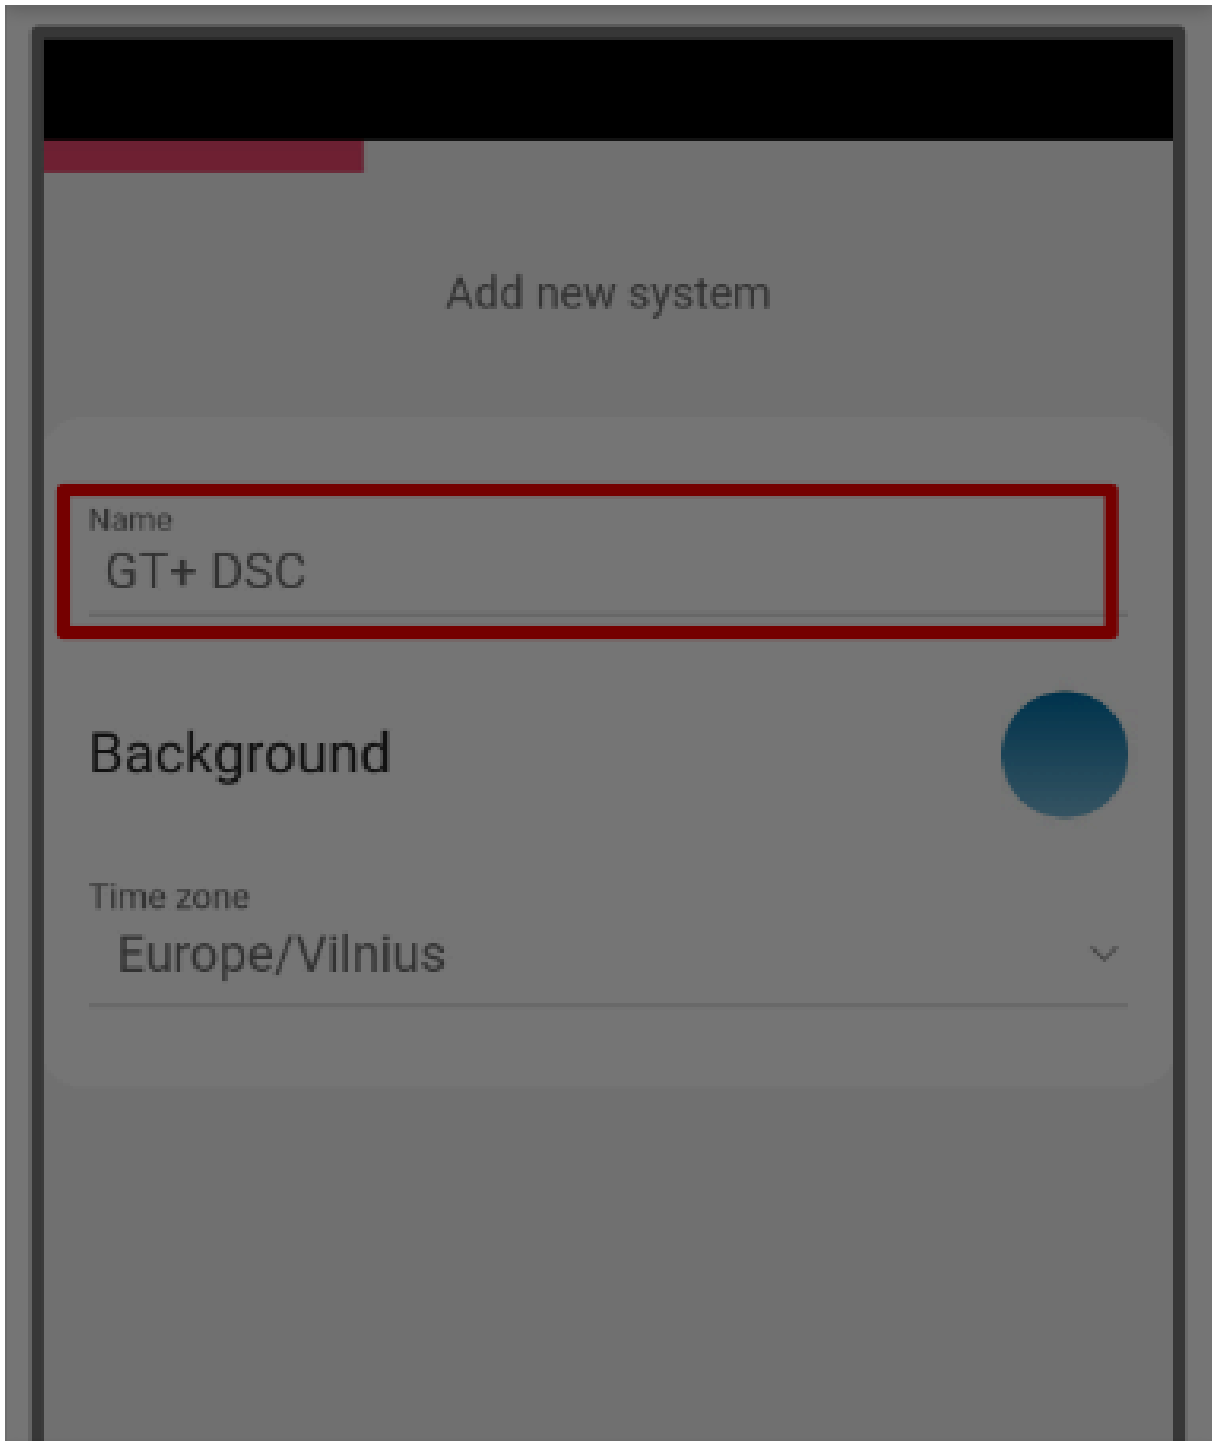 Add new system
Name
GT+ DSC
Background
Time zone
Europe/Vilnius